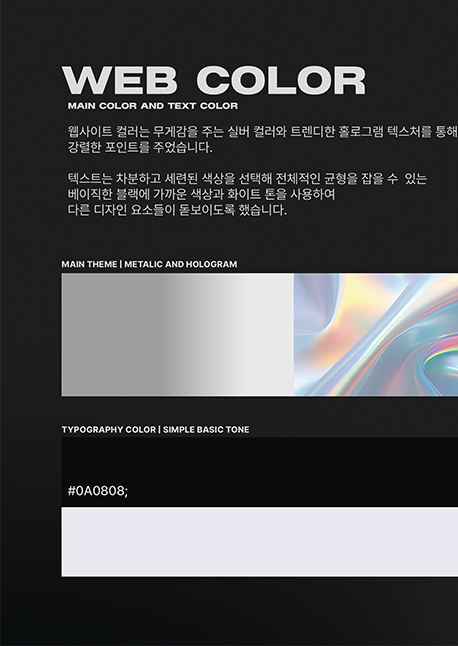 WEB COLOR
MAIN COLOR AND TEXT COLOR
웹사이트 컬러는 무게감을 주는 실버 컬러와 트렌디한 홀로그램 텍스처를 통해
강렬한 포인트를 주었습니다.
텍스트는 차분하고 세련된 색상을 선택해 전체적인 균형을 잡을 수 있는
베이직한 블랙에 가까운 색상과 화이트 톤을 사용하여
다른 디자인 요소들이 돋보이도록 했습니다.
MAIN THEME | METALIC AND HOLOGRAM
TYPOGRAPHY COLOR | SIMPLE BASIC TONE
#0A0808;